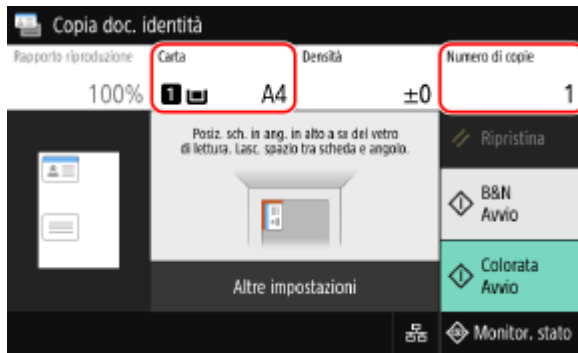 Copia doc. identità
Rapporto riproduzione Carta Densità Numero di copie
100% 1 A4 ±0 1
Posiz. sch. in ang. in alto a sa del vetro
di lettura. Lasc. spazio tra scheda e angolo.
Ripristina
B&N
Avvio
Colorata
Avvio
Altre impostazioni
Monitor. stato